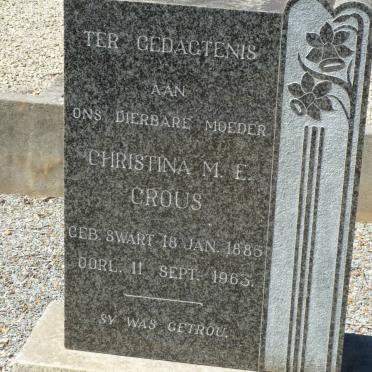 TER GEDAGTENIS
AAN
ONS DIERBARE MOEDER
CHRISTINA M. E.
CROUS
GEB. SWART 18 JAN. 1885
OORL. 11 SEPT. 1963.
SY WAS GETROU.